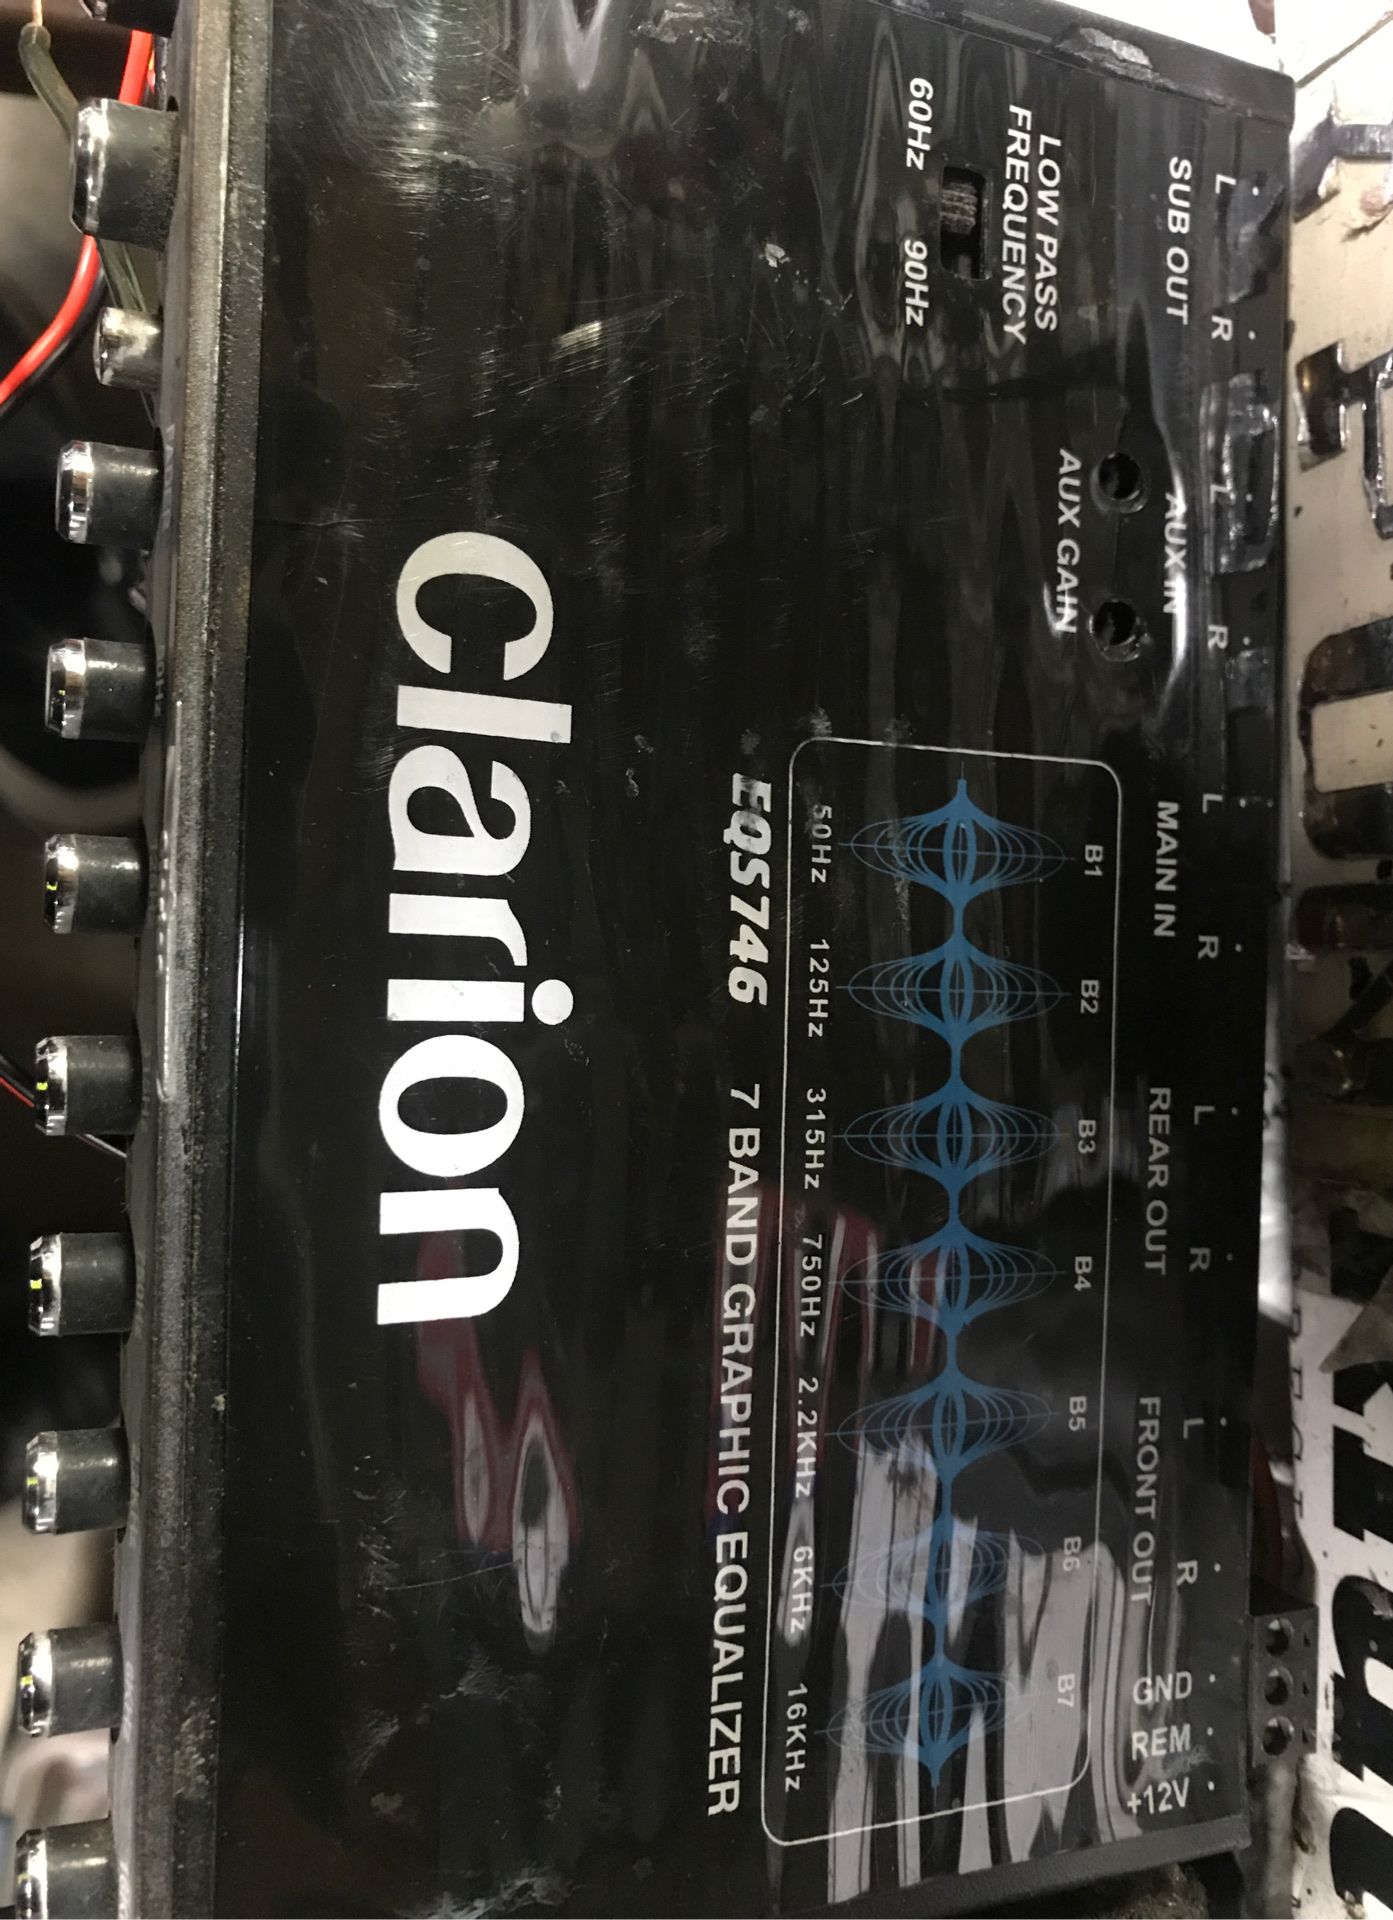 L R L R L R L R L R
SUB OUT AUX IN MAIN IN REAR OUT FRONT OUT GND REM +12V
LOW PASS
FREQUENCY
AUX GAIN
60Hz 90Hz
B1 B2 B3 B4 B5 B6 B7
50Hz 125Hz 315Hz 750Hz 2.2KHz 6KHz 16KHz
EQS746 7 BAND GRAPHIC EQUALIZER
clarion